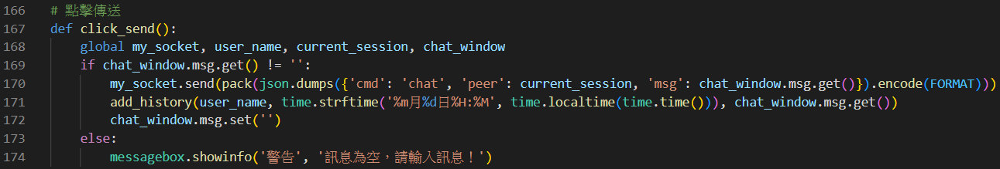 166 # 點擊傳送
167 def click_send():
168     global my_socket, user_name, current_session, chat_window
169     if chat_window.msg.get() != '':
170         my_socket.send(pack(json.dumps({'cmd': 'chat', 'peer': current_session, 'msg': chat_window.msg.get()}).encode(FORMAT)))
171         add_history(user_name, time.strftime('%m月%d日%H:%M', time.localtime(time.time())), chat_window.msg.get())
172         chat_window.msg.set('')
173     else:
174         messagebox.showinfo('警告', '訊息為空，請輸入訊息！')